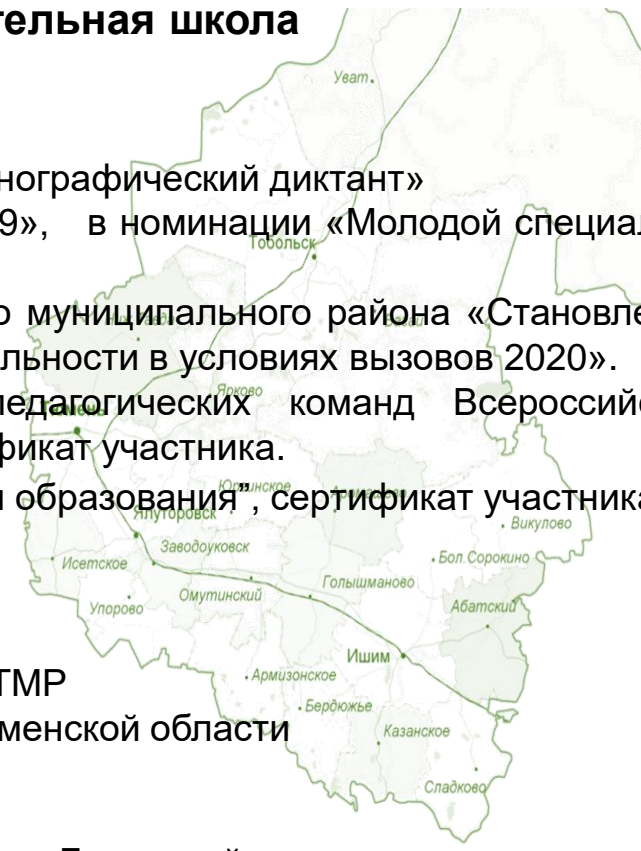 тельная школа
Уват
нографический диктант»
9», в номинации «Молодой специал
Тобольск
о муниципального района «Становле
льности в условиях вызовов 2020».
Ярково
педагогических команд Всероссий
фикат участника.
Юргинское
и образования”, сертификат участника
Ялуторовск
Викулово
Заводоуковск
Бол.Сорокино
Исетское
Голышманово
Омутинский
Упорово
Абатский
Ишим
ТМР
Армизонское
менской области
Бердюжье
Казанское
Сладково